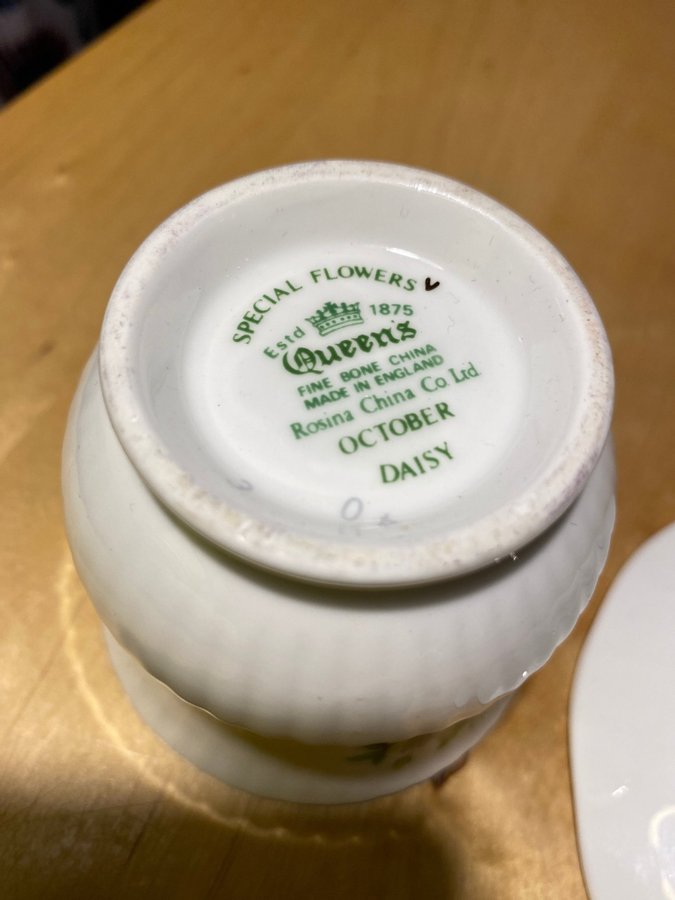 SPECIAL FLOWERS
Estd 1875
Queen's
FINE BONE CHINA
MADE IN ENGLAND
Rosina China Co. Ltd.
OCTOBER
DAISY